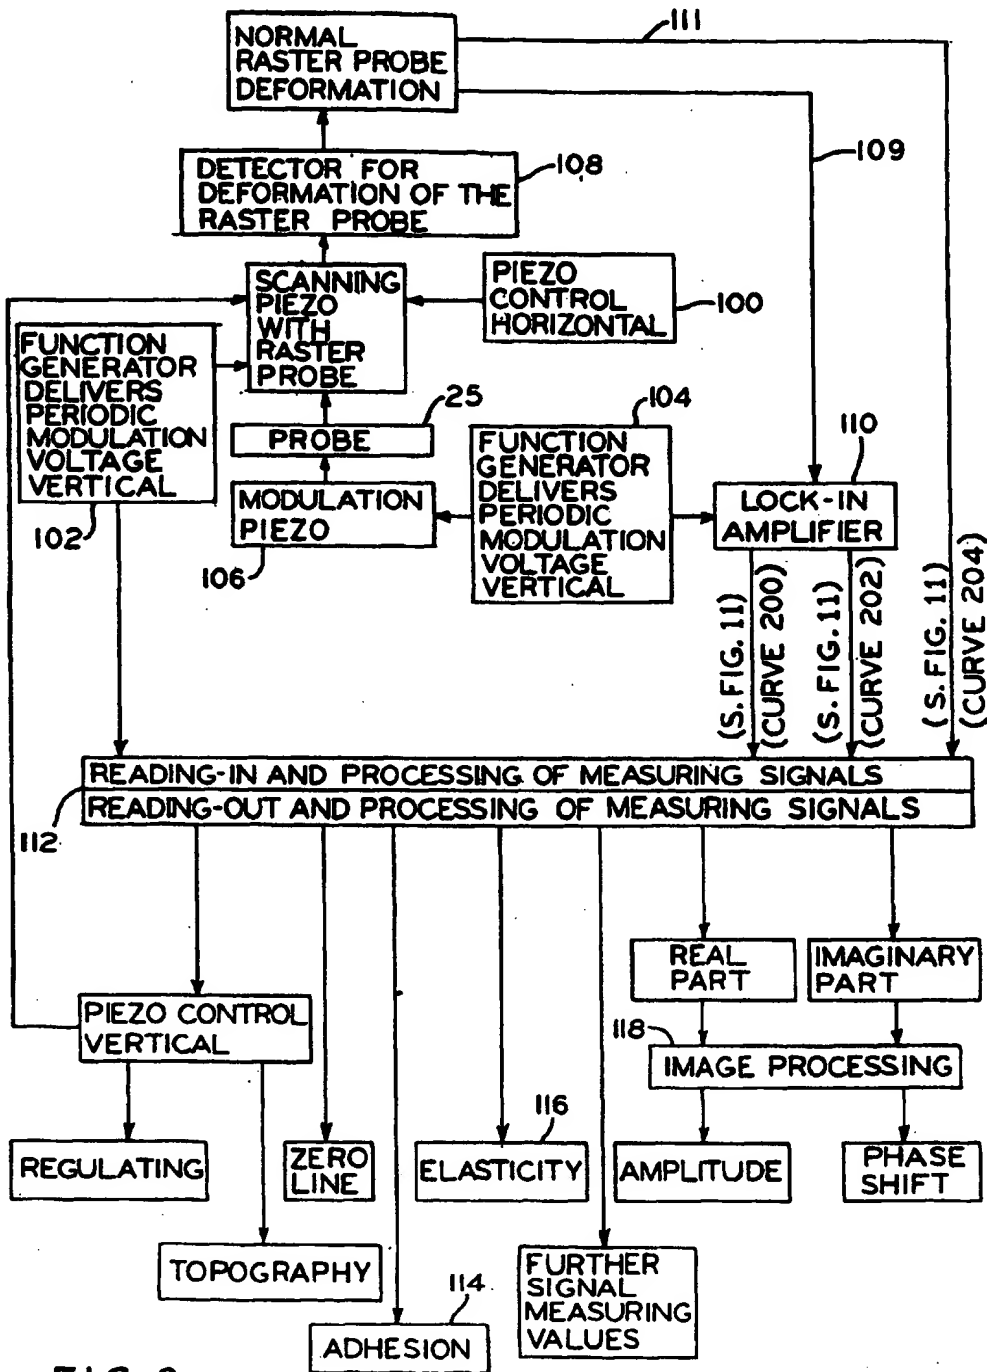 111
NORMAL
RASTER PROBE
DEFORMATION
109
108
DETECTOR FOR
DEFORMATION OF THE
RASTER PROBE
SCANNING
PIEZO
WITH
RASTER
PROBE
PIEZO
CONTROL
HORIZONTAL
100
FUNCTION
GENERATOR
DELIVERS
PERIODIC
MODULATION
VOLTAGE
VERTICAL
102
25
PROBE
MODULATION
PIEZO
106
104
FUNCTION
GENERATOR
DELIVERS
PERIODIC
MODULATION
VOLTAGE
VERTICAL
110
LOCK-IN
AMPLIFIER
(S. FIG. 11)
(CURVE 200)
(S. FIG. 11)
(CURVE 202)
(S. FIG. 11)
(CURVE 204)
READING-IN AND PROCESSING OF MEASURING SIGNALS
READING-OUT AND PROCESSING OF MEASURING SIGNALS
112
REAL
PART
IMAGINARY
PART
PIEZO CONTROL
VERTICAL
118
IMAGE PROCESSING
REGULATING
ZERO
LINE
116
ELASTICITY
AMPLITUDE
PHASE
SHIFT
TOPOGRAPHY
FURTHER
SIGNAL
MEASURING
VALUES
114
ADHESION